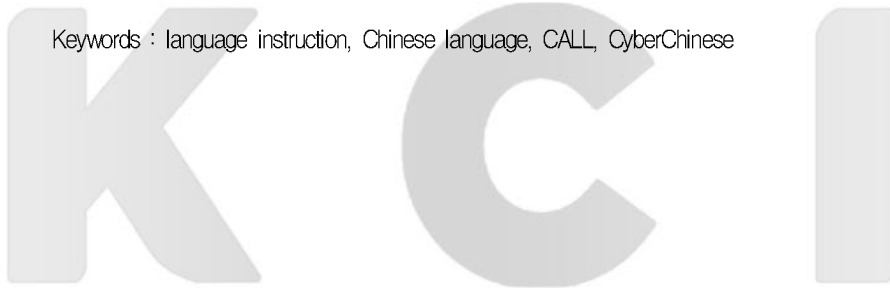 Keywords : language instruction, Chinese language, CALL, CyberChinese
K C I